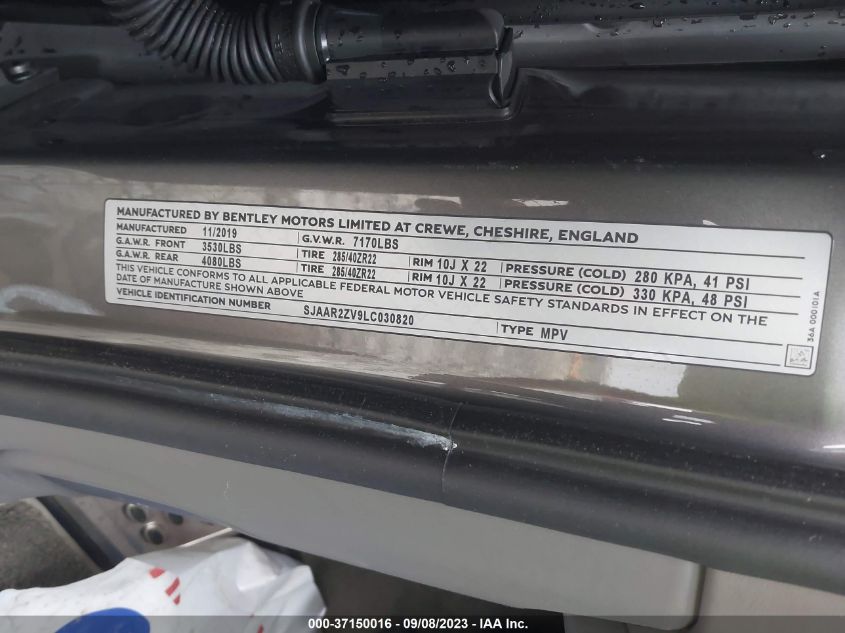 MANUFACTURED BY BENTLEY MOTORS LIMITED AT CREWE, CHESHIRE, ENGLAND
MANUFACTURED 11/2019 G.V.W.R. 7170LBS
G.A.W.R. FRONT 3530LBS TIRE 285/40ZR22 RIM 10J X 22 PRESSURE (COLD) 280 KPA, 41 PSI
G.A.W.R. REAR 4080LBS TIRE 285/40ZR22 RIM 10J X 22 PRESSURE (COLD) 330 KPA, 48 PSI
THIS VEHICLE CONFORMS TO ALL APPLICABLE FEDERAL MOTOR VEHICLE SAFETY STANDARDS IN EFFECT ON THE
DATE OF MANUFACTURE SHOWN ABOVE
VEHICLE IDENTIFICATION NUMBER SJAAR2ZV9LC030820 TYPE MPV
36A 000101A
000-37150016 - 09/08/2023 - IAA Inc.